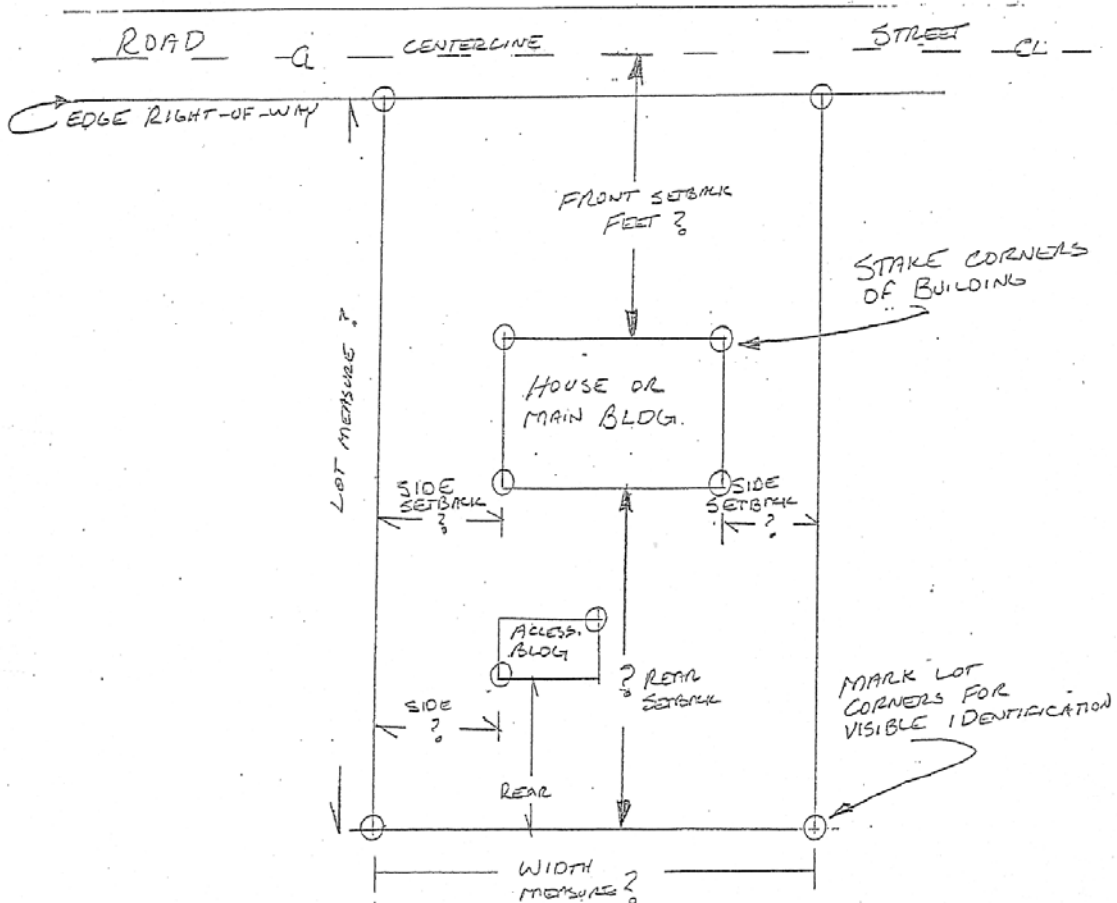 ROAD
CL
CENTERLINE
STREET
CL
EDGE RIGHT-OF-WAY
FRONT SETBACK
FEET ?
STAKE CORNERS
OF BUILDING
LOT MEASURE ?
HOUSE OR
MAIN BLDG.
SIDE
SETBACK
?
SIDE
SETBACK
?
ACCESS.
BLDG
? REAR
SETBACK
SIDE
?
MARK LOT
CORNERS FOR
VISIBLE IDENTIFICATION
REAR
WIDTH
MEASURE ?